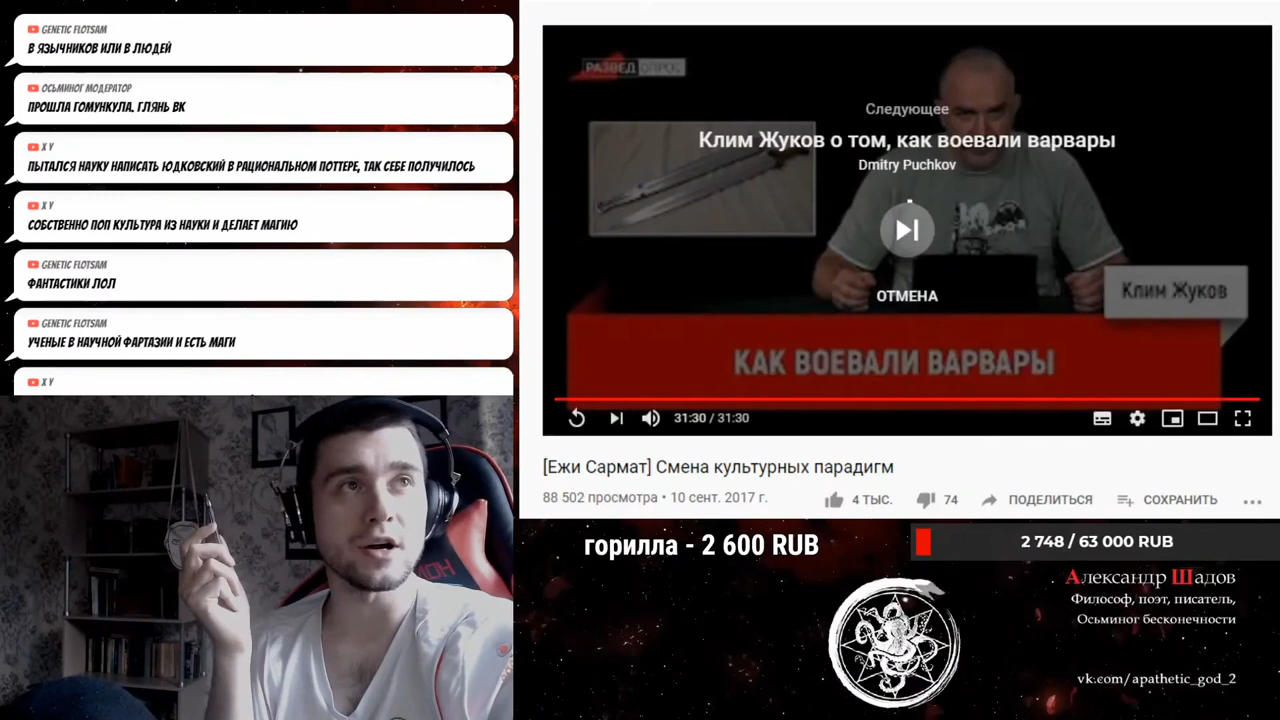 GENETIC FLOTSAM
В ЯЗЫЧНИКОВ ИЛИ В ЛЮДЕЙ
ОСЬМИНОГ МОДЕРАТОР
ПРОШЛА ГОМУНКУЛА. ГЛЯНЬ ВК
X Y
ПЫТАЛСЯ НАУКУ НАПИСАТЬ ЮДКОВСКИЙ В РАЦИОНАЛЬНОМ ПОТТЕРЕ, ТАК СЕБЕ ПОЛУЧИЛОСЬ
X Y
СОБСТВЕННО ПОП КУЛЬТУРА ИЗ НАУКИ И ДЕЛАЕТ МАГИЮ
GENETIC FLOTSAM
ФАНТАСТИКИ ЛОЛ
GENETIC FLOTSAM
УЧЕНЫЕ В НАУЧНОЙ ФАРТАЗИИ И ЕСТЬ МАГИ
X Y
РАЗВЕД ОПРОС
Следующее
Клим Жуков о том, как воевали варвары
Dmitry Puchkov
ОТМЕНА
Клим Жуков
КАК ВОЕВАЛИ ВАРВАРЫ
31:30 / 31:30
[Ежи Сармат] Смена культурных парадигм
88 502 просмотра • 10 сент. 2017 г.
4 ТЫС.
74
ПОДЕЛИТЬСЯ
СОХРАНИТЬ
горилла - 2 600 RUB
2 748 / 63 000 RUB
Александр Шадов
Философ, поэт, писатель,
Осьминог бесконечности
vk.com/apathetic_god_2